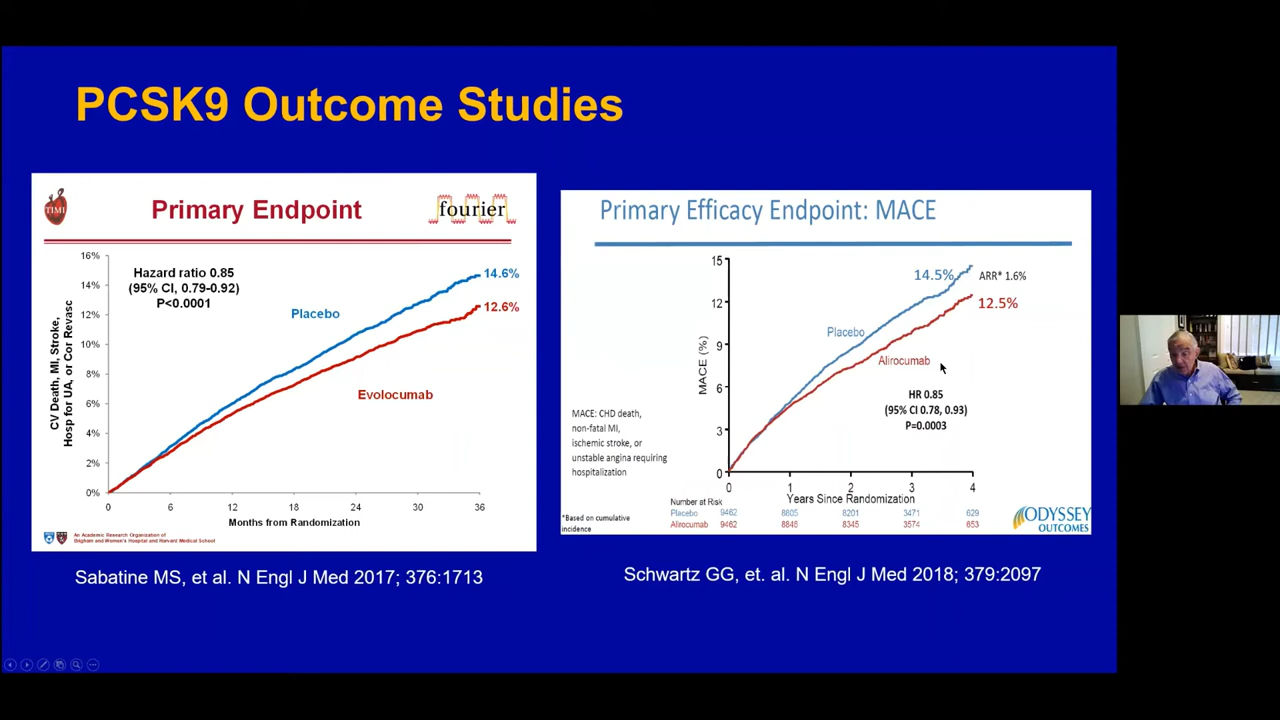 PCSK9 Outcome Studies
TIMI
Primary Endpoint
fourier
16%
14%
12%
10%
8%
6%
4%
2%
0%
CV Death, MI, Stroke,
Hosp for UA, or Cor Revasc
Hazard ratio 0.85
(95% CI, 0.79-0.92)
P<0.0001
14.6%
12.6%
Placebo
Evolocumab
0 6 12 18 24 30 36
Months from Randomization
An Academic Research Organization of
Brigham and Women's Hospital and Harvard Medical School
Sabatine MS, et al. N Engl J Med 2017; 376:1713
Primary Efficacy Endpoint: MACE
15
12
9
6
3
0
MACE (%)
14.5%
ARR* 1.6%
12.5%
Placebo
Alirocumab
HR 0.85
(95% CI 0.78, 0.93)
P=0.0003
MACE: CHD death,
non-fatal MI,
ischemic stroke, or
unstable angina requiring
hospitalization
0 1 2 3 4
Years Since Randomization
Number at Risk
Placebo 9462 8805 8201 3471 629
Alirocumab 9462 8846 8345 3574 653
*Based on cumulative
incidence
ODYSSEY
OUTCOMES
Schwartz GG, et. al. N Engl J Med 2018; 379:2097